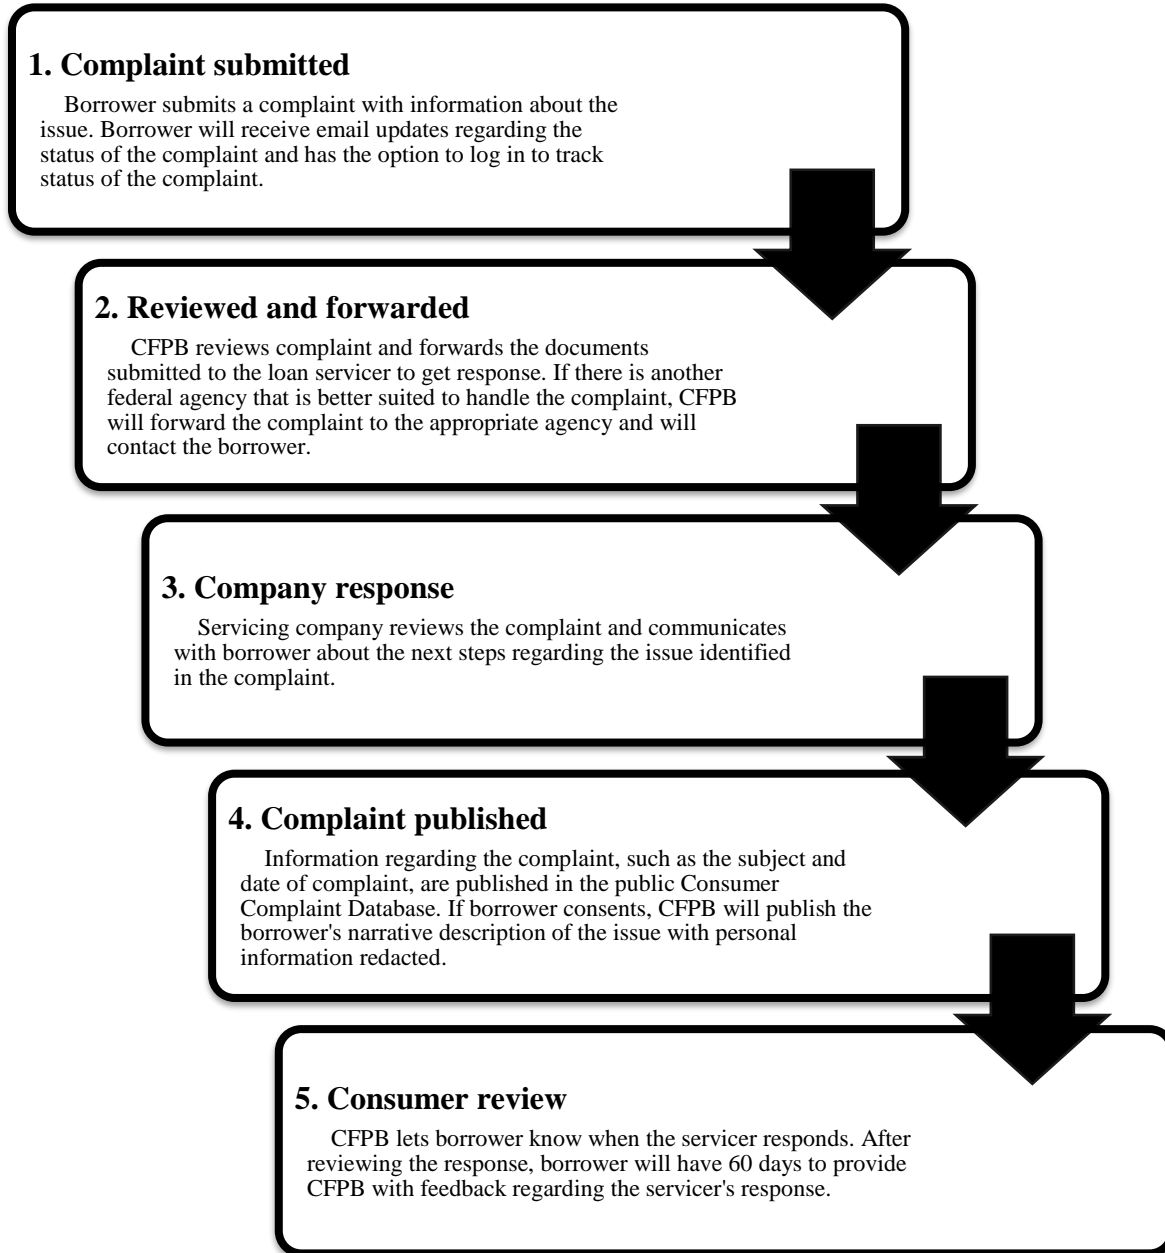 1. Complaint submitted
Borrower submits a complaint with information about the
issue. Borrower will receive email updates regarding the
status of the complaint and has the option to log in to track
status of the complaint.
2. Reviewed and forwarded
CFPB reviews complaint and forwards the documents
submitted to the loan servicer to get response. If there is another
federal agency that is better suited to handle the complaint, CFPB
will forward the complaint to the appropriate agency and will
contact the borrower.
3. Company response
Servicing company reviews the complaint and communicates
with borrower about the next steps regarding the issue identified
in the complaint.
4. Complaint published
Information regarding the complaint, such as the subject and
date of complaint, are published in the public Consumer
Complaint Database. If borrower consents, CFPB will publish the
borrower's narrative description of the issue with personal
information redacted.
5. Consumer review
CFPB lets borrower know when the servicer responds. After
reviewing the response, borrower will have 60 days to provide
CFPB with feedback regarding the servicer's response.